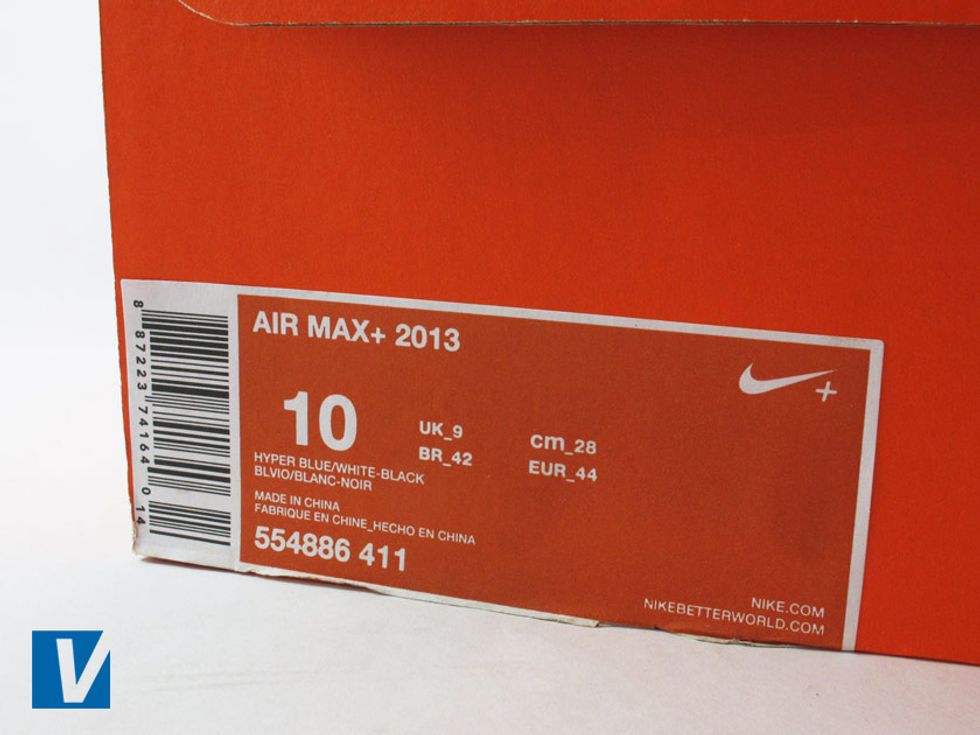 8 87223 74164 0 14
AIR MAX+ 2013
10
UK_9
cm_28
BR_42
EUR_44
HYPER BLUE/WHITE-BLACK
BLVIO/BLANC-NOIR
MADE IN CHINA
FABRIQUE EN CHINE_HECHO EN CHINA
554886 411
NIKE.COM
NIKEBETTERWORLD.COM
V